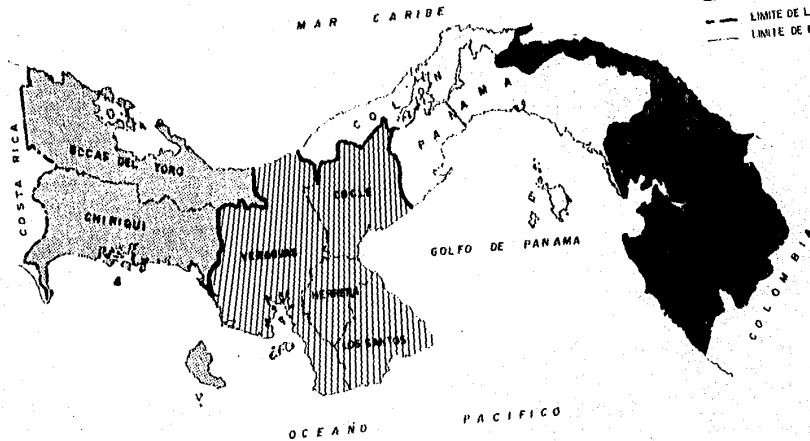 MAR CARIBE
LIMITE DE L
LIMITE DE
COSTA RICA
BOCAS DEL TORO
COLON
PANAMA
CHIRIQUI
COCLE
VERAGUAS
HERRERA
LOS SANTOS
GOLFO DE PANAMA
COLOMBIA
OCEANO PACIFICO